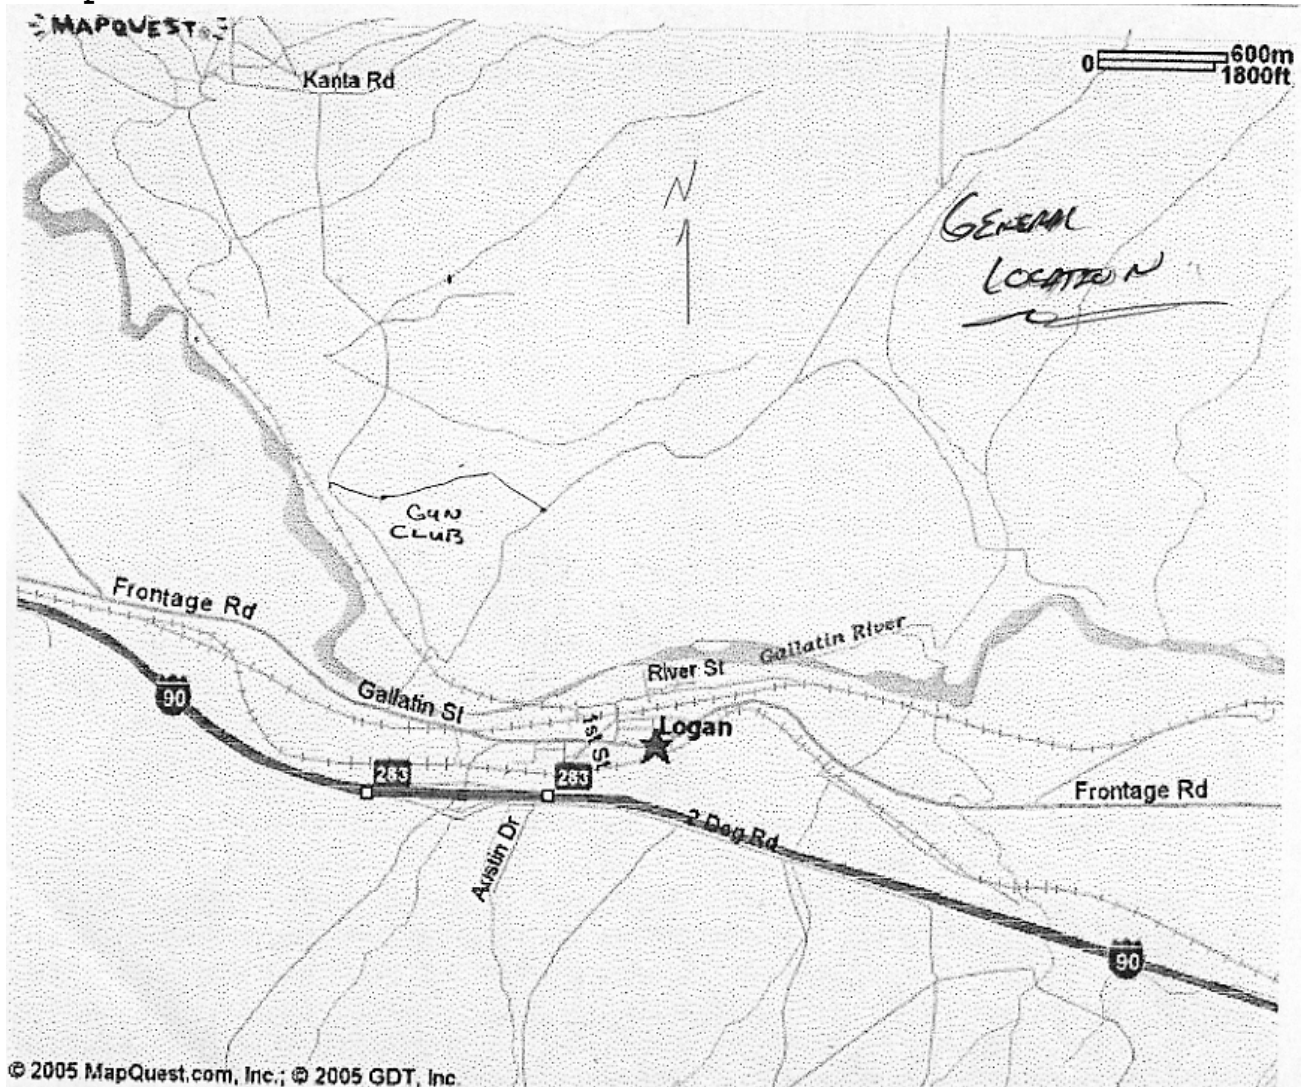 MAPQUEST
Kanta Rd
0
600m
1800ft
N
GENERAL
LOCATION
GUN
CLUB
Frontage Rd
Gallatin River
River St
90
Gallatin St
1st St
Logan
283
283
Frontage Rd
2 Dog Rd
Austin Dr
90
© 2005 MapQuest.com, Inc.; © 2005 GDT, Inc.